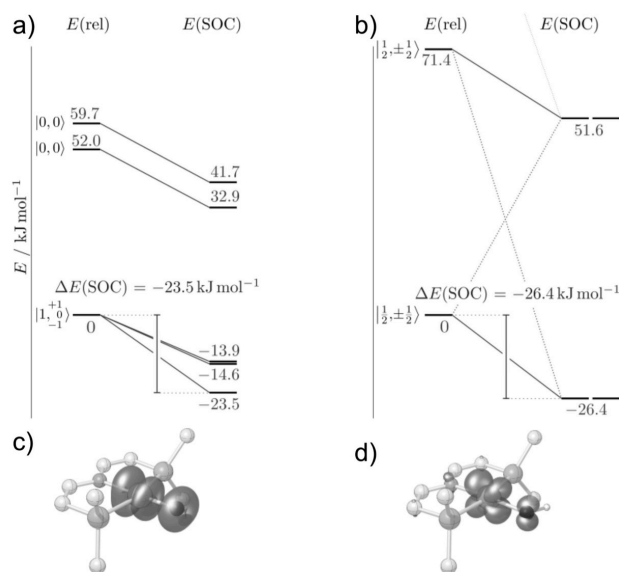 a)
E(rel)
E(SOC)
|0,0⟩ 59.7
|0,0⟩ 52.0
41.7
32.9
E / kJ mol⁻¹
ΔE(SOC) = −23.5 kJ mol⁻¹
|1,⁺¹₀₋₁⟩
0
−13.9
−14.6
−23.5
b)
E(rel)
E(SOC)
|½,±½⟩
71.4
51.6
ΔE(SOC) = −26.4 kJ mol⁻¹
|½,±½⟩
0
−26.4
c)
d)